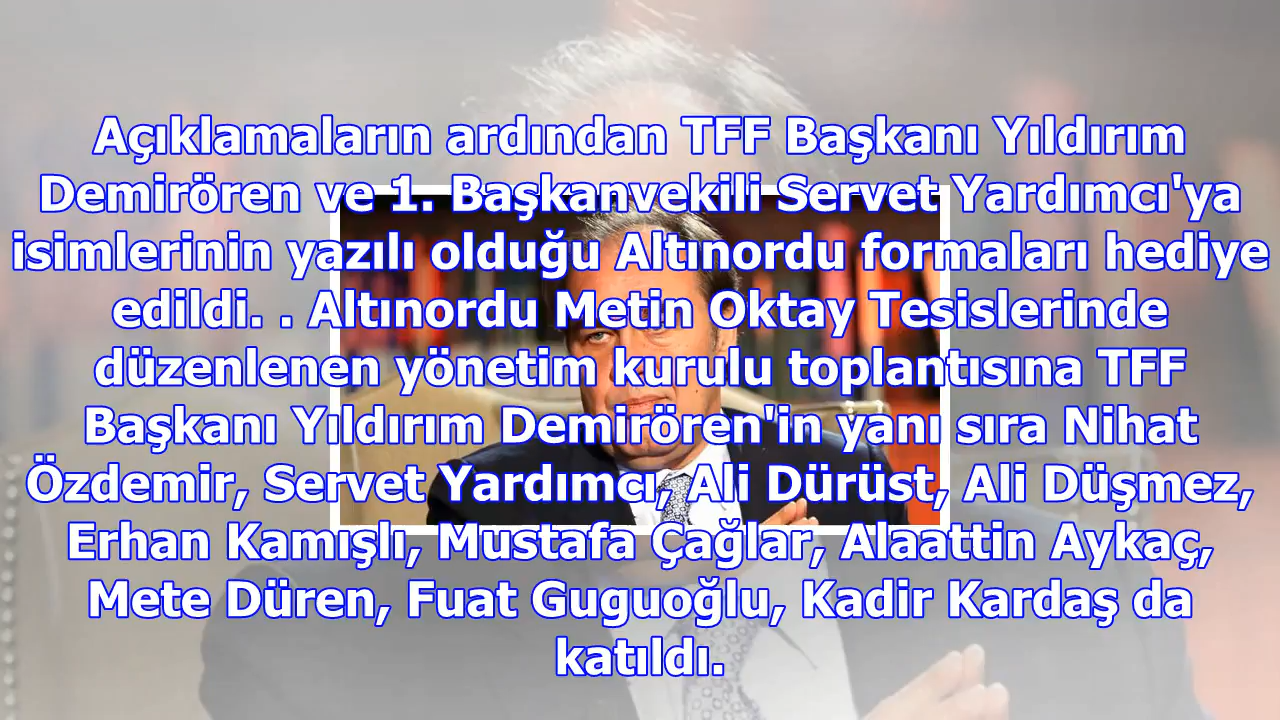 Açıklamaların ardından TFF Başkanı Yıldırım
Demirören ve 1. Başkanvekili Servet Yardımcı'ya
isimlerinin yazılı olduğu Altınordu formaları hediye
edildi. . Altınordu Metin Oktay Tesislerinde
düzenlenen yönetim kurulu toplantısına TFF
Başkanı Yıldırım Demirören'in yanı sıra Nihat
Özdemir, Servet Yardımcı, Ali Dürüst, Ali Düşmez,
Erhan Kamışlı, Mustafa Çağlar, Alaattin Aykaç,
Mete Düren, Fuat Guguoğlu, Kadir Kardaş da
katıldı.